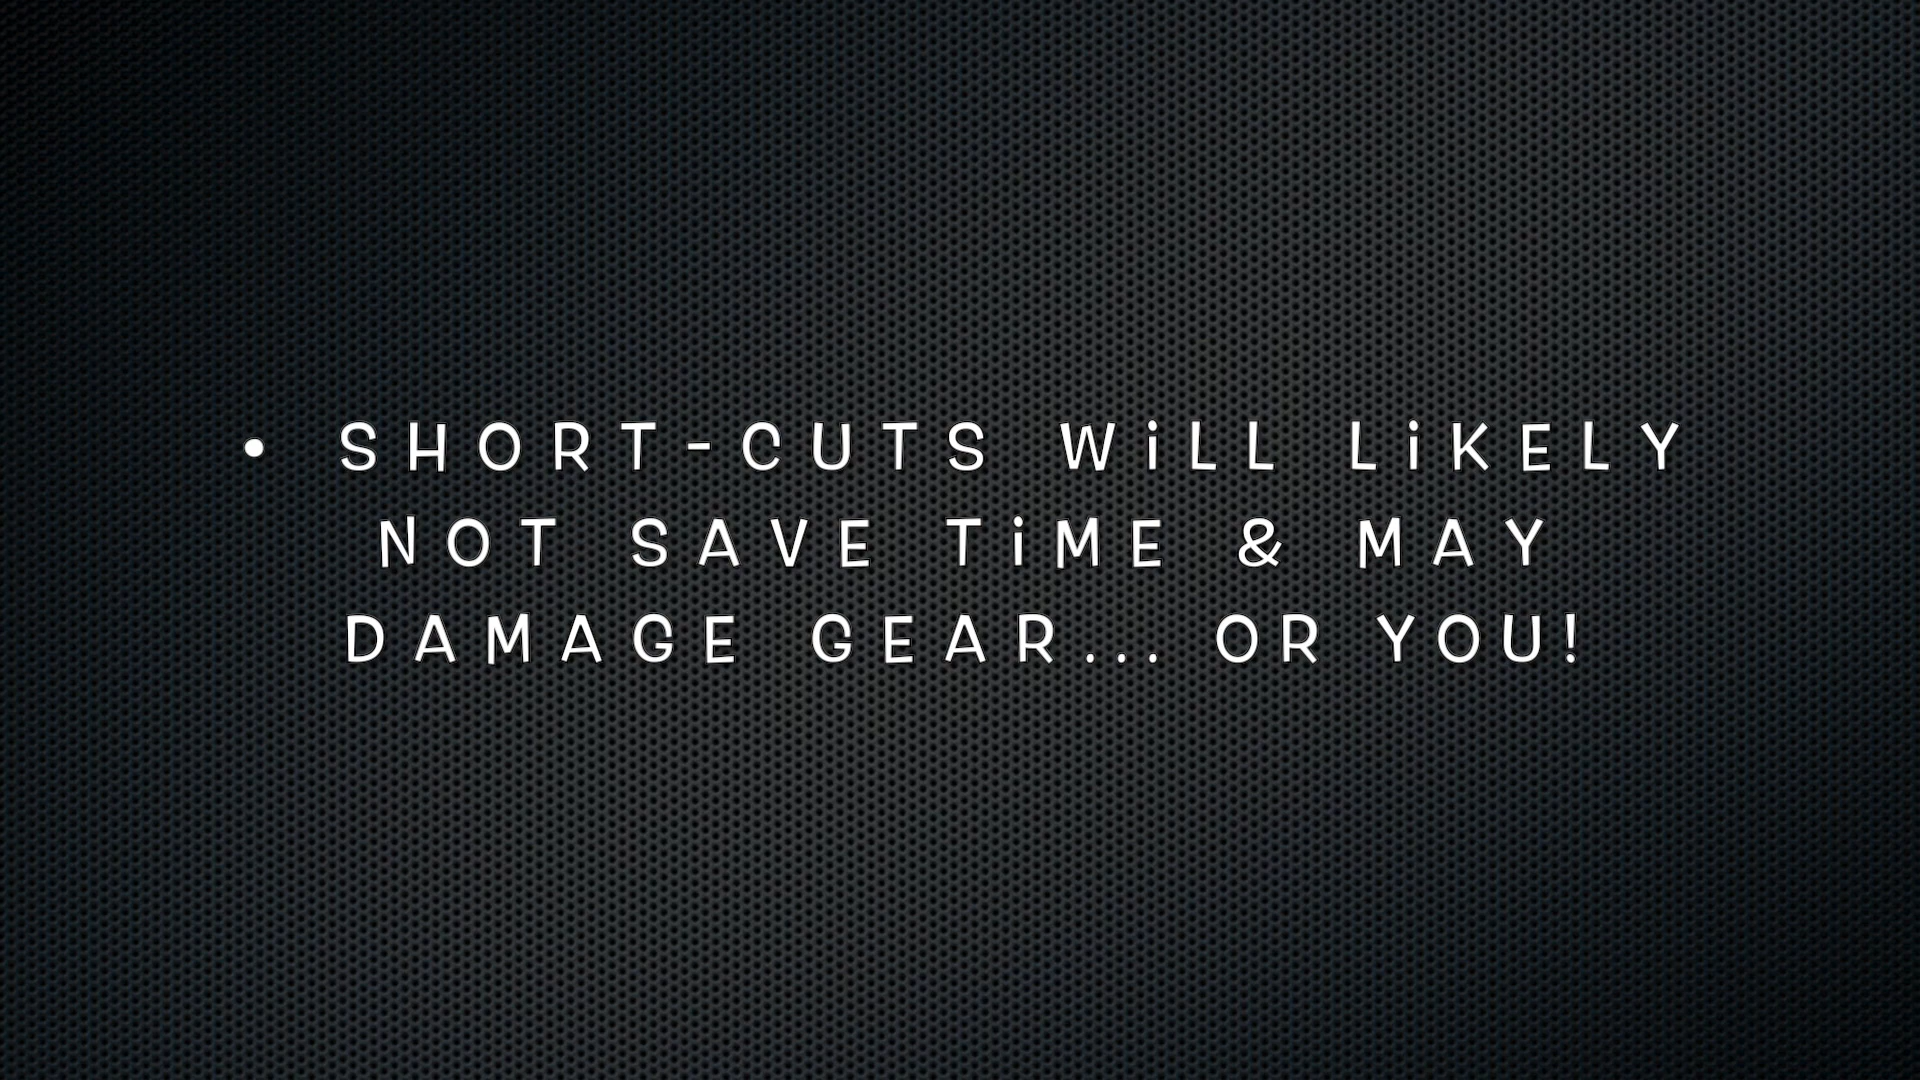 • SHORT-CUTS WiLL LiKELY
NOT SAVE TiME & MAY
DAMAGE GEAR... OR YOU!